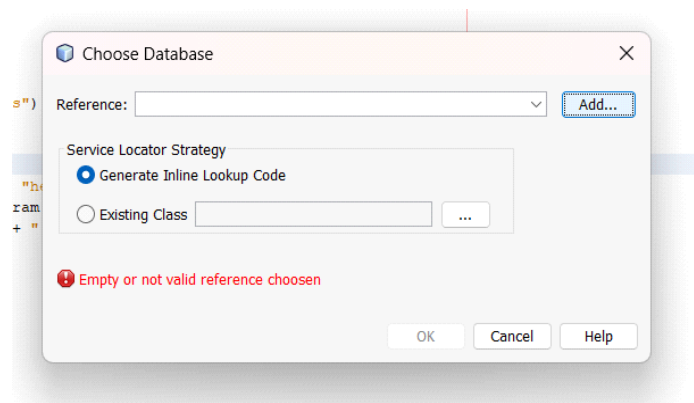 Choose Database
s")
Reference:
Add...
Service Locator Strategy
Generate Inline Lookup Code
"he
ram
Existing Class
...
+ "
Empty or not valid reference choosen
OK
Cancel
Help